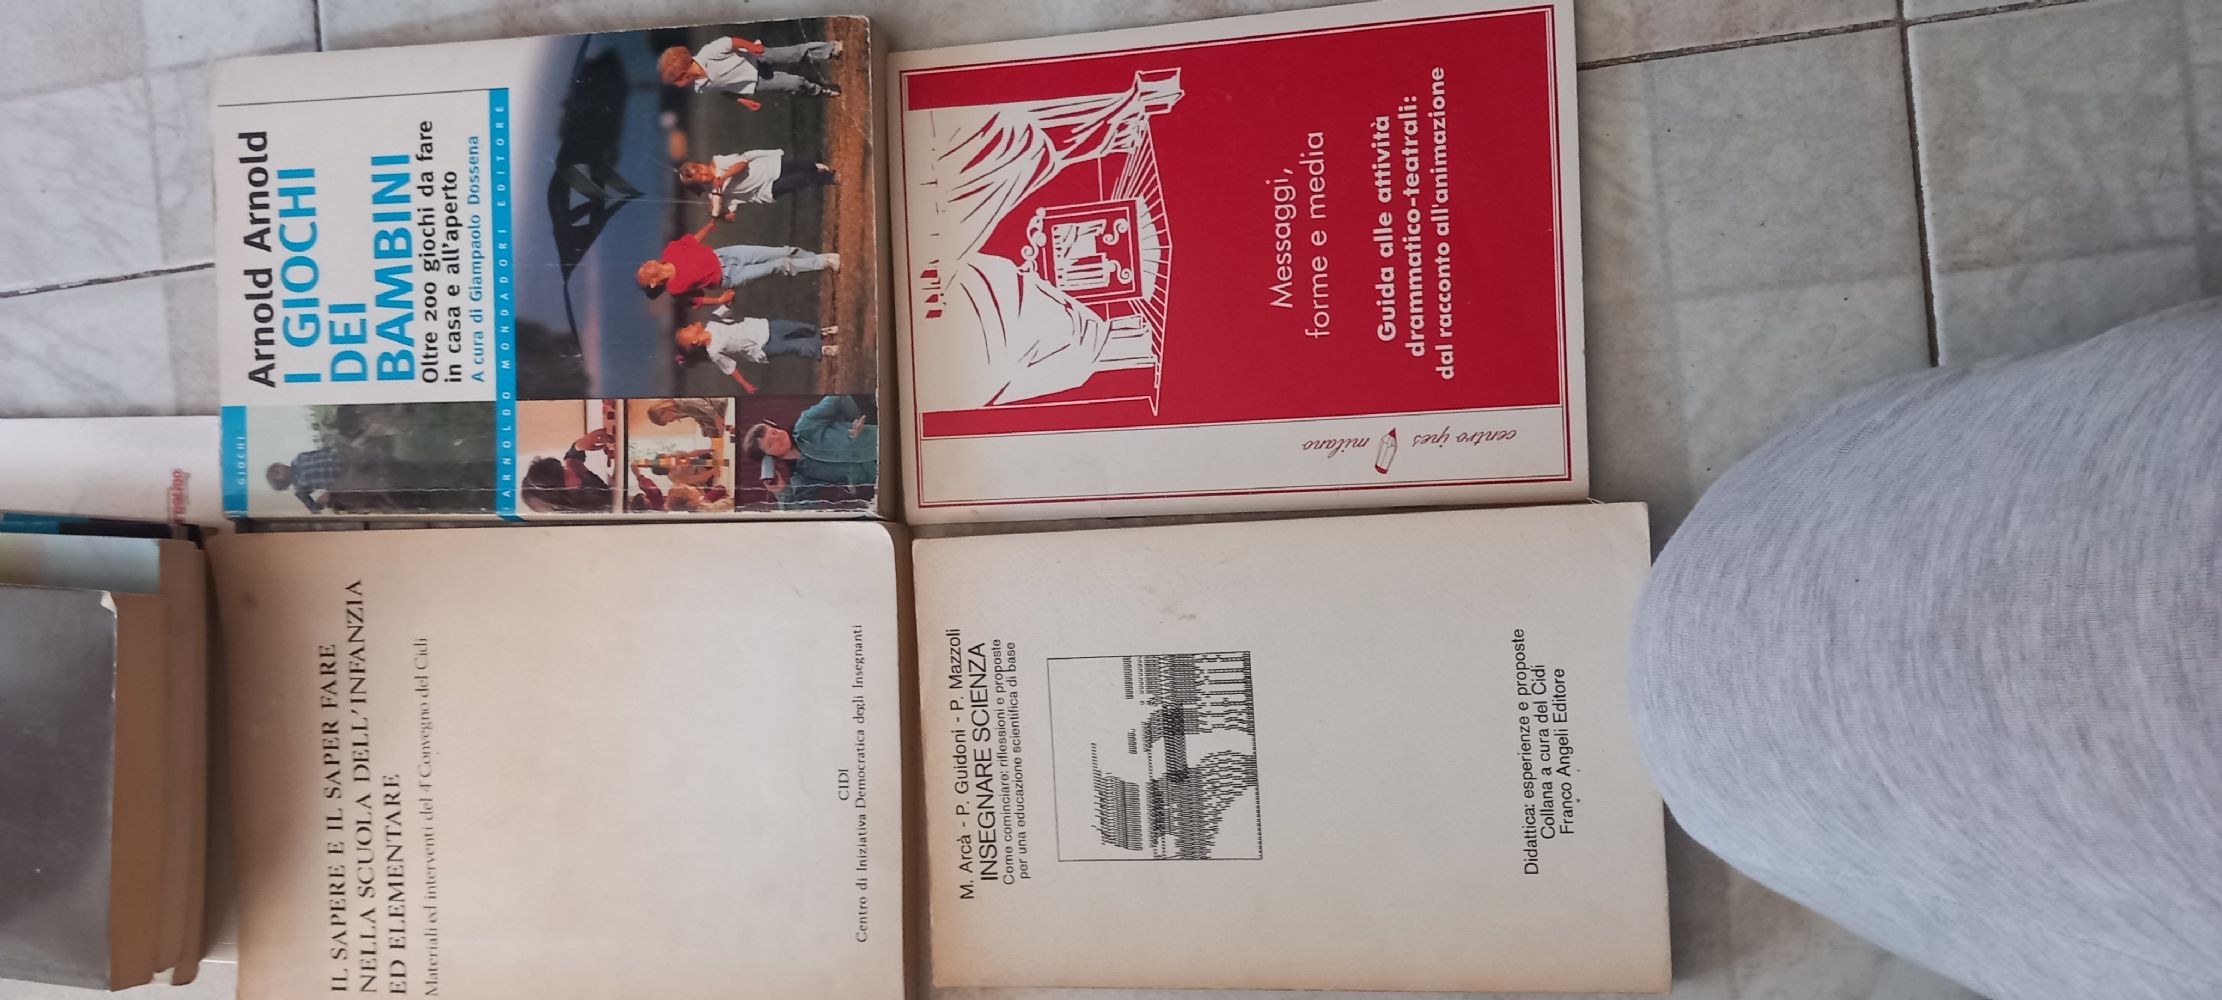 Arnold Arnold
I GIOCHI
DEI
BAMBINI
Oltre 200 giochi da fare
in casa e all'aperto
A cura di Giampaolo Dossena
GIOCHI
ARNOLDO MONDADORI EDITORE
Messaggi,
forme e media
Guida alle attività
drammatico-teatrali:
dal racconto all'animazione
centro ipes
milano
IL SAPERE E IL SAPER FARE
NELLA SCUOLA DELL'INFANZIA
ED ELEMENTARE
Materiali ed interventi del 4° Convegno del Cidi
CIDI
Centro di Iniziativa Democratica degli Insegnanti
M. Arcà - P. Guidoni - P. Mazzoli
INSEGNARE SCIENZA
Come cominciare: riflessioni e proposte
per una educazione scientifica di base
Didattica: esperienze e proposte
Collana a cura del Cidi
Franco Angeli Editore